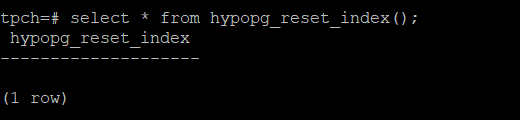 tpch=# select * from hypopg_reset_index();
 hypopg_reset_index
--------------------
(1 row)